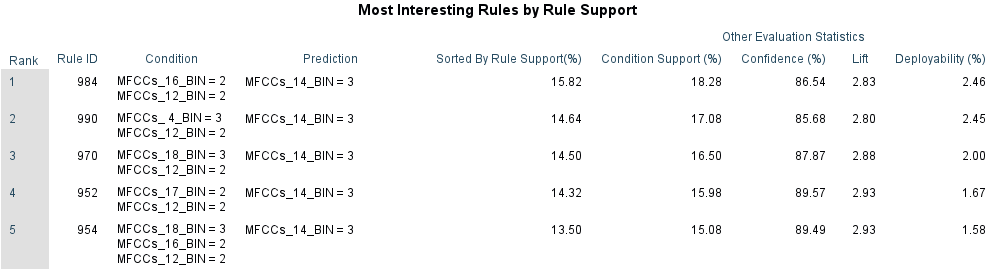 Most Interesting Rules by Rule Support
Other Evaluation Statistics
Rank Rule ID Condition Prediction Sorted By Rule Support(%) Condition Support (%) Confidence (%) Lift Deployability (%)
1 984 MFCCs_16_BIN = 2 MFCCs_14_BIN = 3 15.82 18.28 86.54 2.83 2.46
MFCCs_12_BIN = 2
2 990 MFCCs_ 4_BIN = 3 MFCCs_14_BIN = 3 14.64 17.08 85.68 2.80 2.45
MFCCs_12_BIN = 2
3 970 MFCCs_18_BIN = 3 MFCCs_14_BIN = 3 14.50 16.50 87.87 2.88 2.00
MFCCs_12_BIN = 2
4 952 MFCCs_17_BIN = 2 MFCCs_14_BIN = 3 14.32 15.98 89.57 2.93 1.67
MFCCs_12_BIN = 2
5 954 MFCCs_18_BIN = 3 MFCCs_14_BIN = 3 13.50 15.08 89.49 2.93 1.58
MFCCs_16_BIN = 2
MFCCs_12_BIN = 2